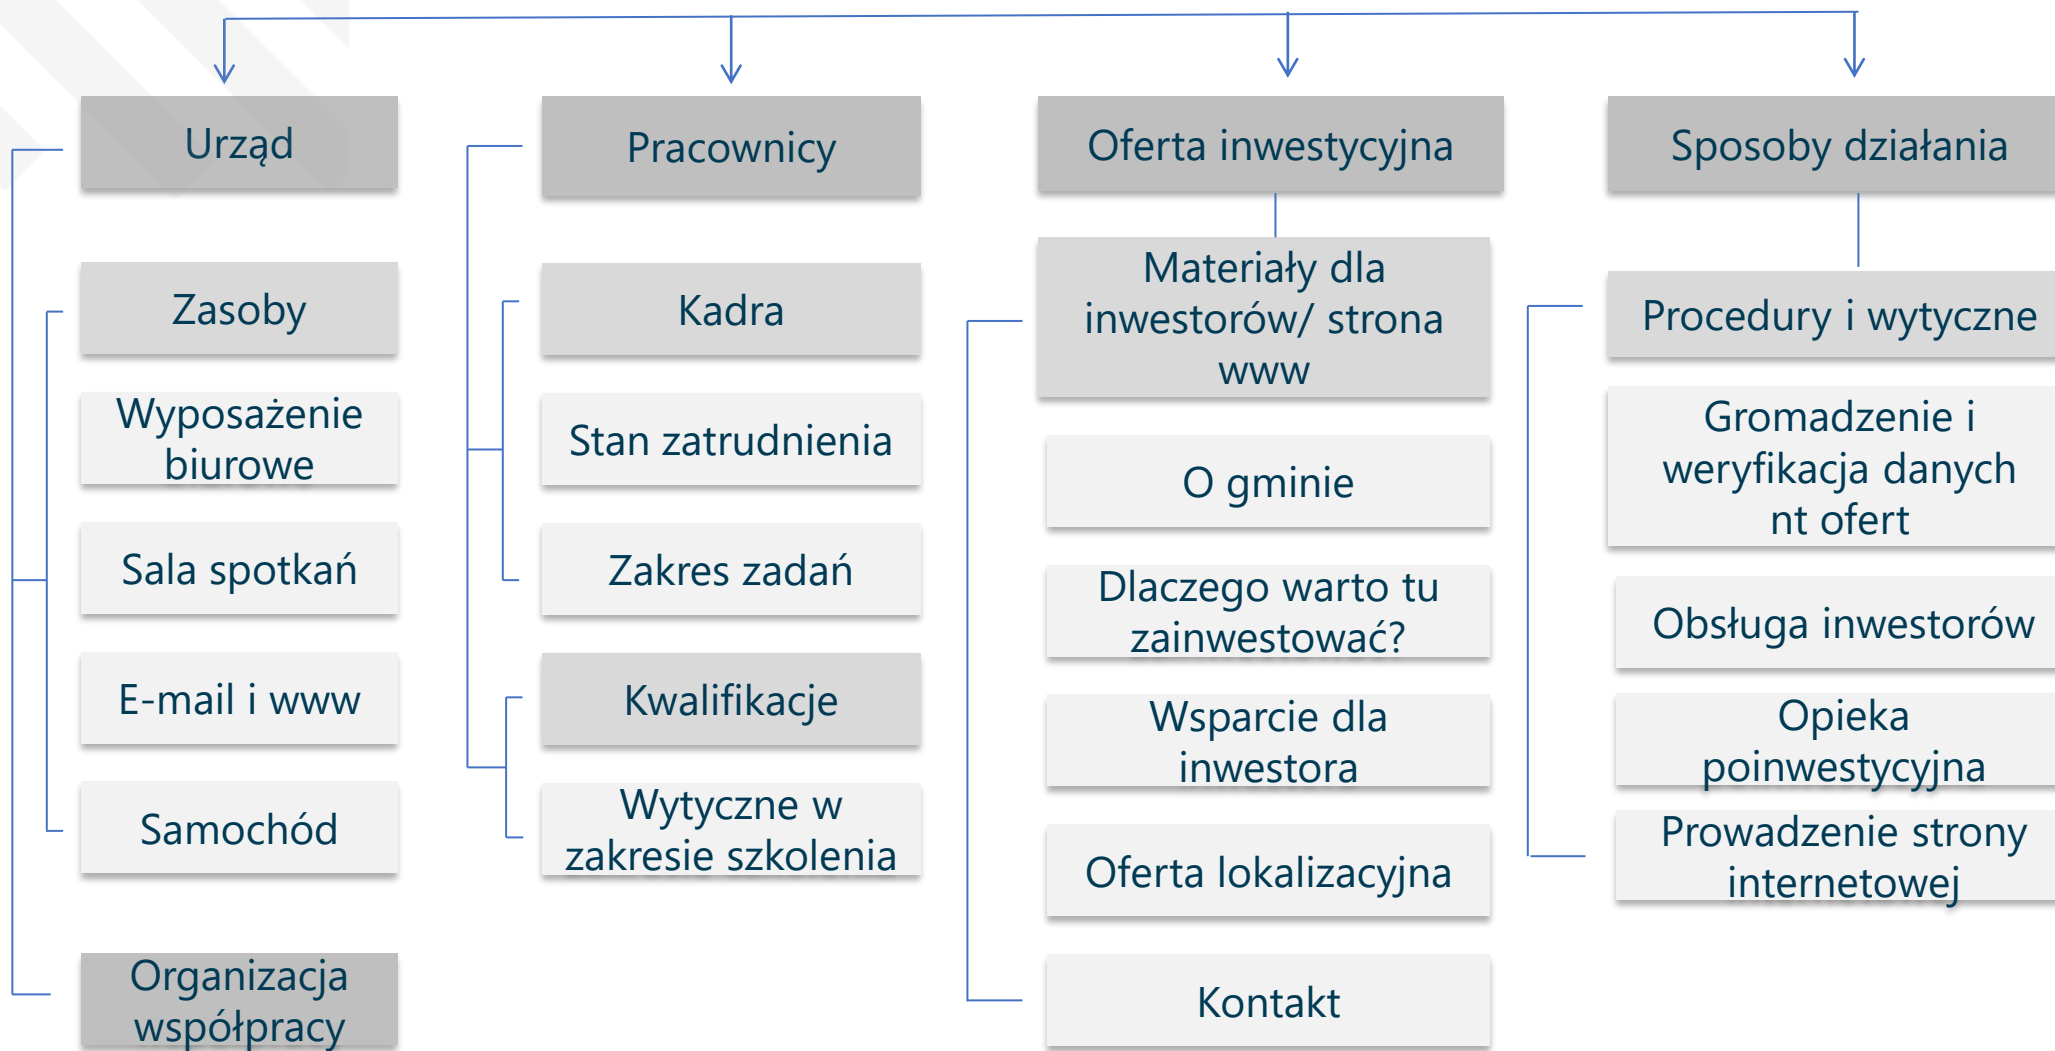 Urząd
Zasoby
Wyposażenie
biurowe
Sala spotkań
E-mail i www
Samochód
Organizacja
współpracy
Pracownicy
Kadra
Stan zatrudnienia
Zakres zadań
Kwalifikacje
Wytyczne w
zakresie szkolenia
Oferta inwestycyjna
Materiały dla
inwestorów/ strona
www
O gminie
Dlaczego warto tu
zainwestować?
Wsparcie dla
inwestora
Oferta lokalizacyjna
Kontakt
Sposoby działania
Procedury i wytyczne
Gromadzenie i
weryfikacja danych
nt ofert
Obsługa inwestorów
Opieka
poinwestycyjna
Prowadzenie strony
internetowej